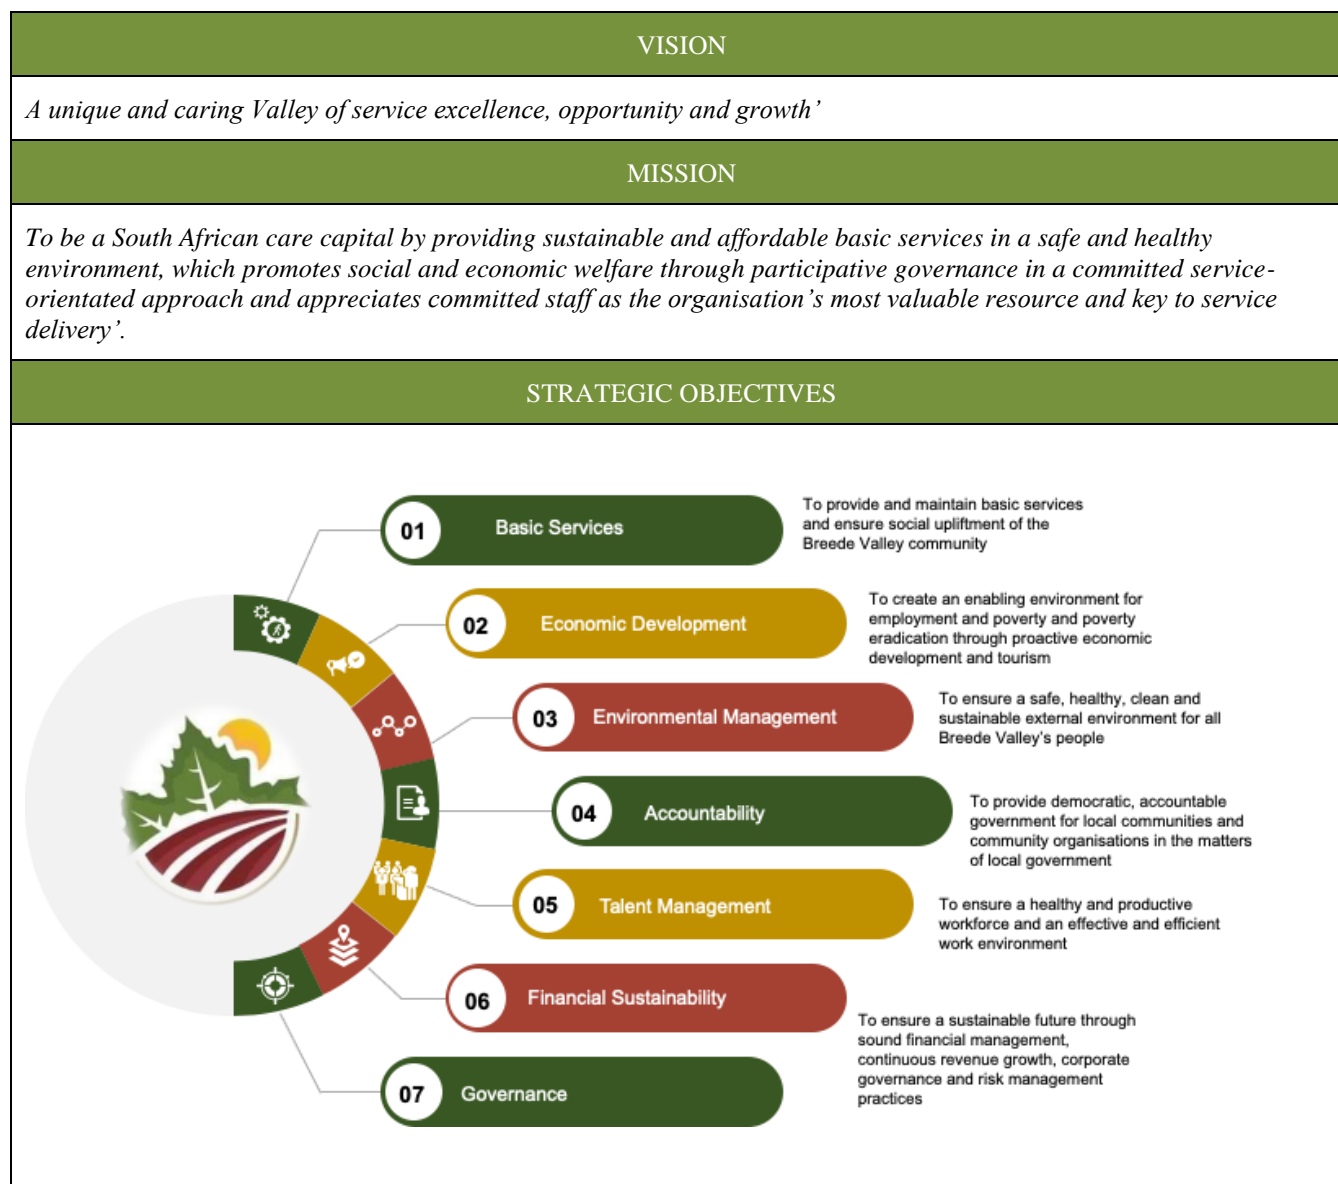 VISION
A unique and caring Valley of service excellence, opportunity and growth’
MISSION
To be a South African care capital by providing sustainable and affordable basic services in a safe and healthy
environment, which promotes social and economic welfare through participative governance in a committed service-
orientated approach and appreciates committed staff as the organisation’s most valuable resource and key to service
delivery’.
STRATEGIC OBJECTIVES
01
Basic Services
To provide and maintain basic services
and ensure social upliftment of the
Breede Valley community
02
Economic Development
To create an enabling environment for
employment and poverty and poverty
eradication through proactive economic
development and tourism
03
Environmental Management
To ensure a safe, healthy, clean and
sustainable external environment for all
Breede Valley's people
04
Accountability
To provide democratic, accountable
government for local communities and
community organisations in the matters
of local government
05
Talent Management
To ensure a healthy and productive
workforce and an effective and efficient
work environment
06
Financial Sustainability
To ensure a sustainable future through
sound financial management,
continuous revenue growth, corporate
governance and risk management
practices
07
Governance